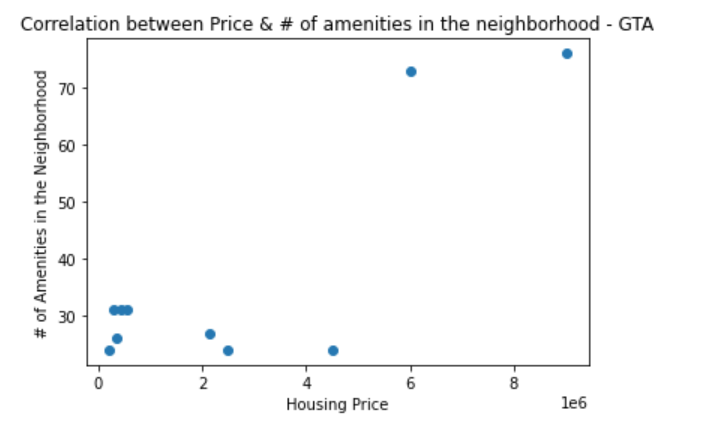 Correlation between Price & # of amenities in the neighborhood - GTA
# of Amenities in the Neighborhood
70
60
50
40
30
0 2 4 6 8
1e6
Housing Price